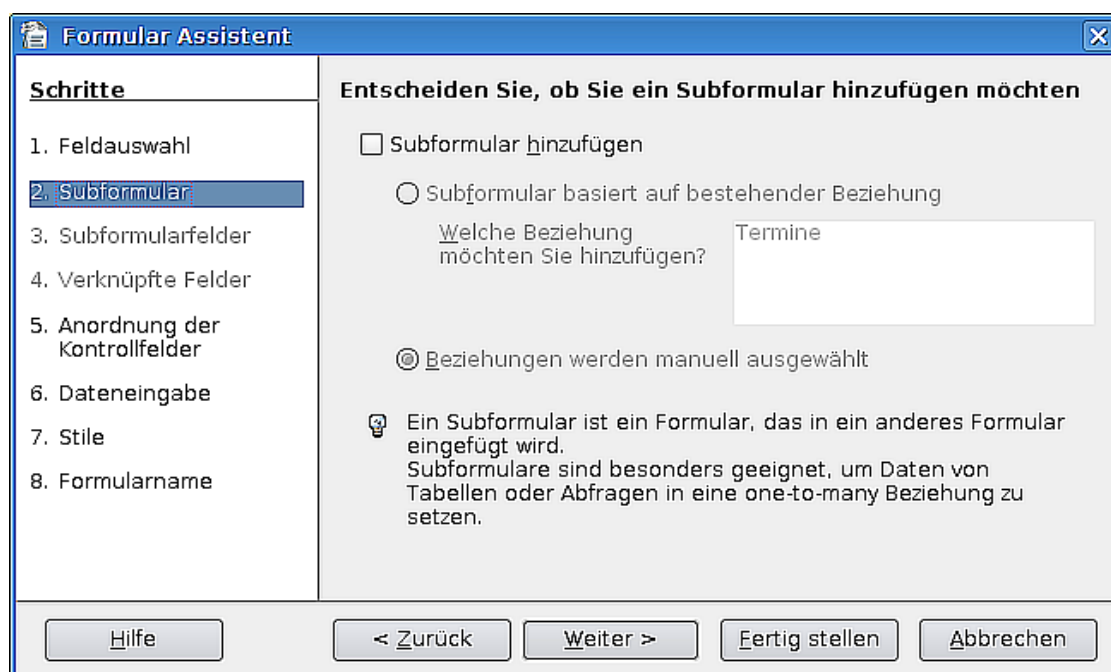 Formular Assistent
Schritte
1. Feldauswahl
2. Subformular
3. Subformularfelder
4. Verknüpfte Felder
5. Anordnung der
Kontrollfelder
6. Dateneingabe
7. Stile
8. Formularname
Entscheiden Sie, ob Sie ein Subformular hinzufügen möchten
Subformular hinzufügen
Subformular basiert auf bestehender Beziehung
Welche Beziehung
möchten Sie hinzufügen?
Termine
Beziehungen werden manuell ausgewählt
Ein Subformular ist ein Formular, das in ein anderes Formular
eingefügt wird.
Subformulare sind besonders geeignet, um Daten von
Tabellen oder Abfragen in eine one-to-many Beziehung zu
setzen.
Hilfe
< Zurück
Weiter >
Fertig stellen
Abbrechen